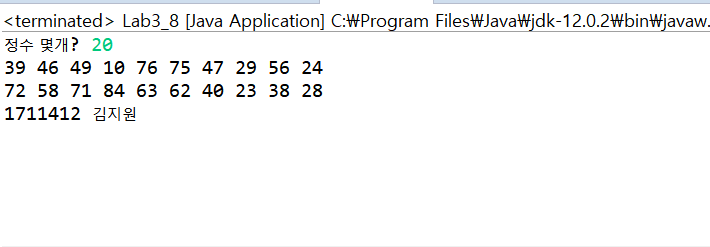 <terminated> Lab3_8 [Java Application] C:₩Program Files₩Java₩jdk-12.0.2₩bin₩javaw.
정수 몇개? 20
39 46 49 10 76 75 47 29 56 24
72 58 71 84 63 62 40 23 38 28
1711412 김지원